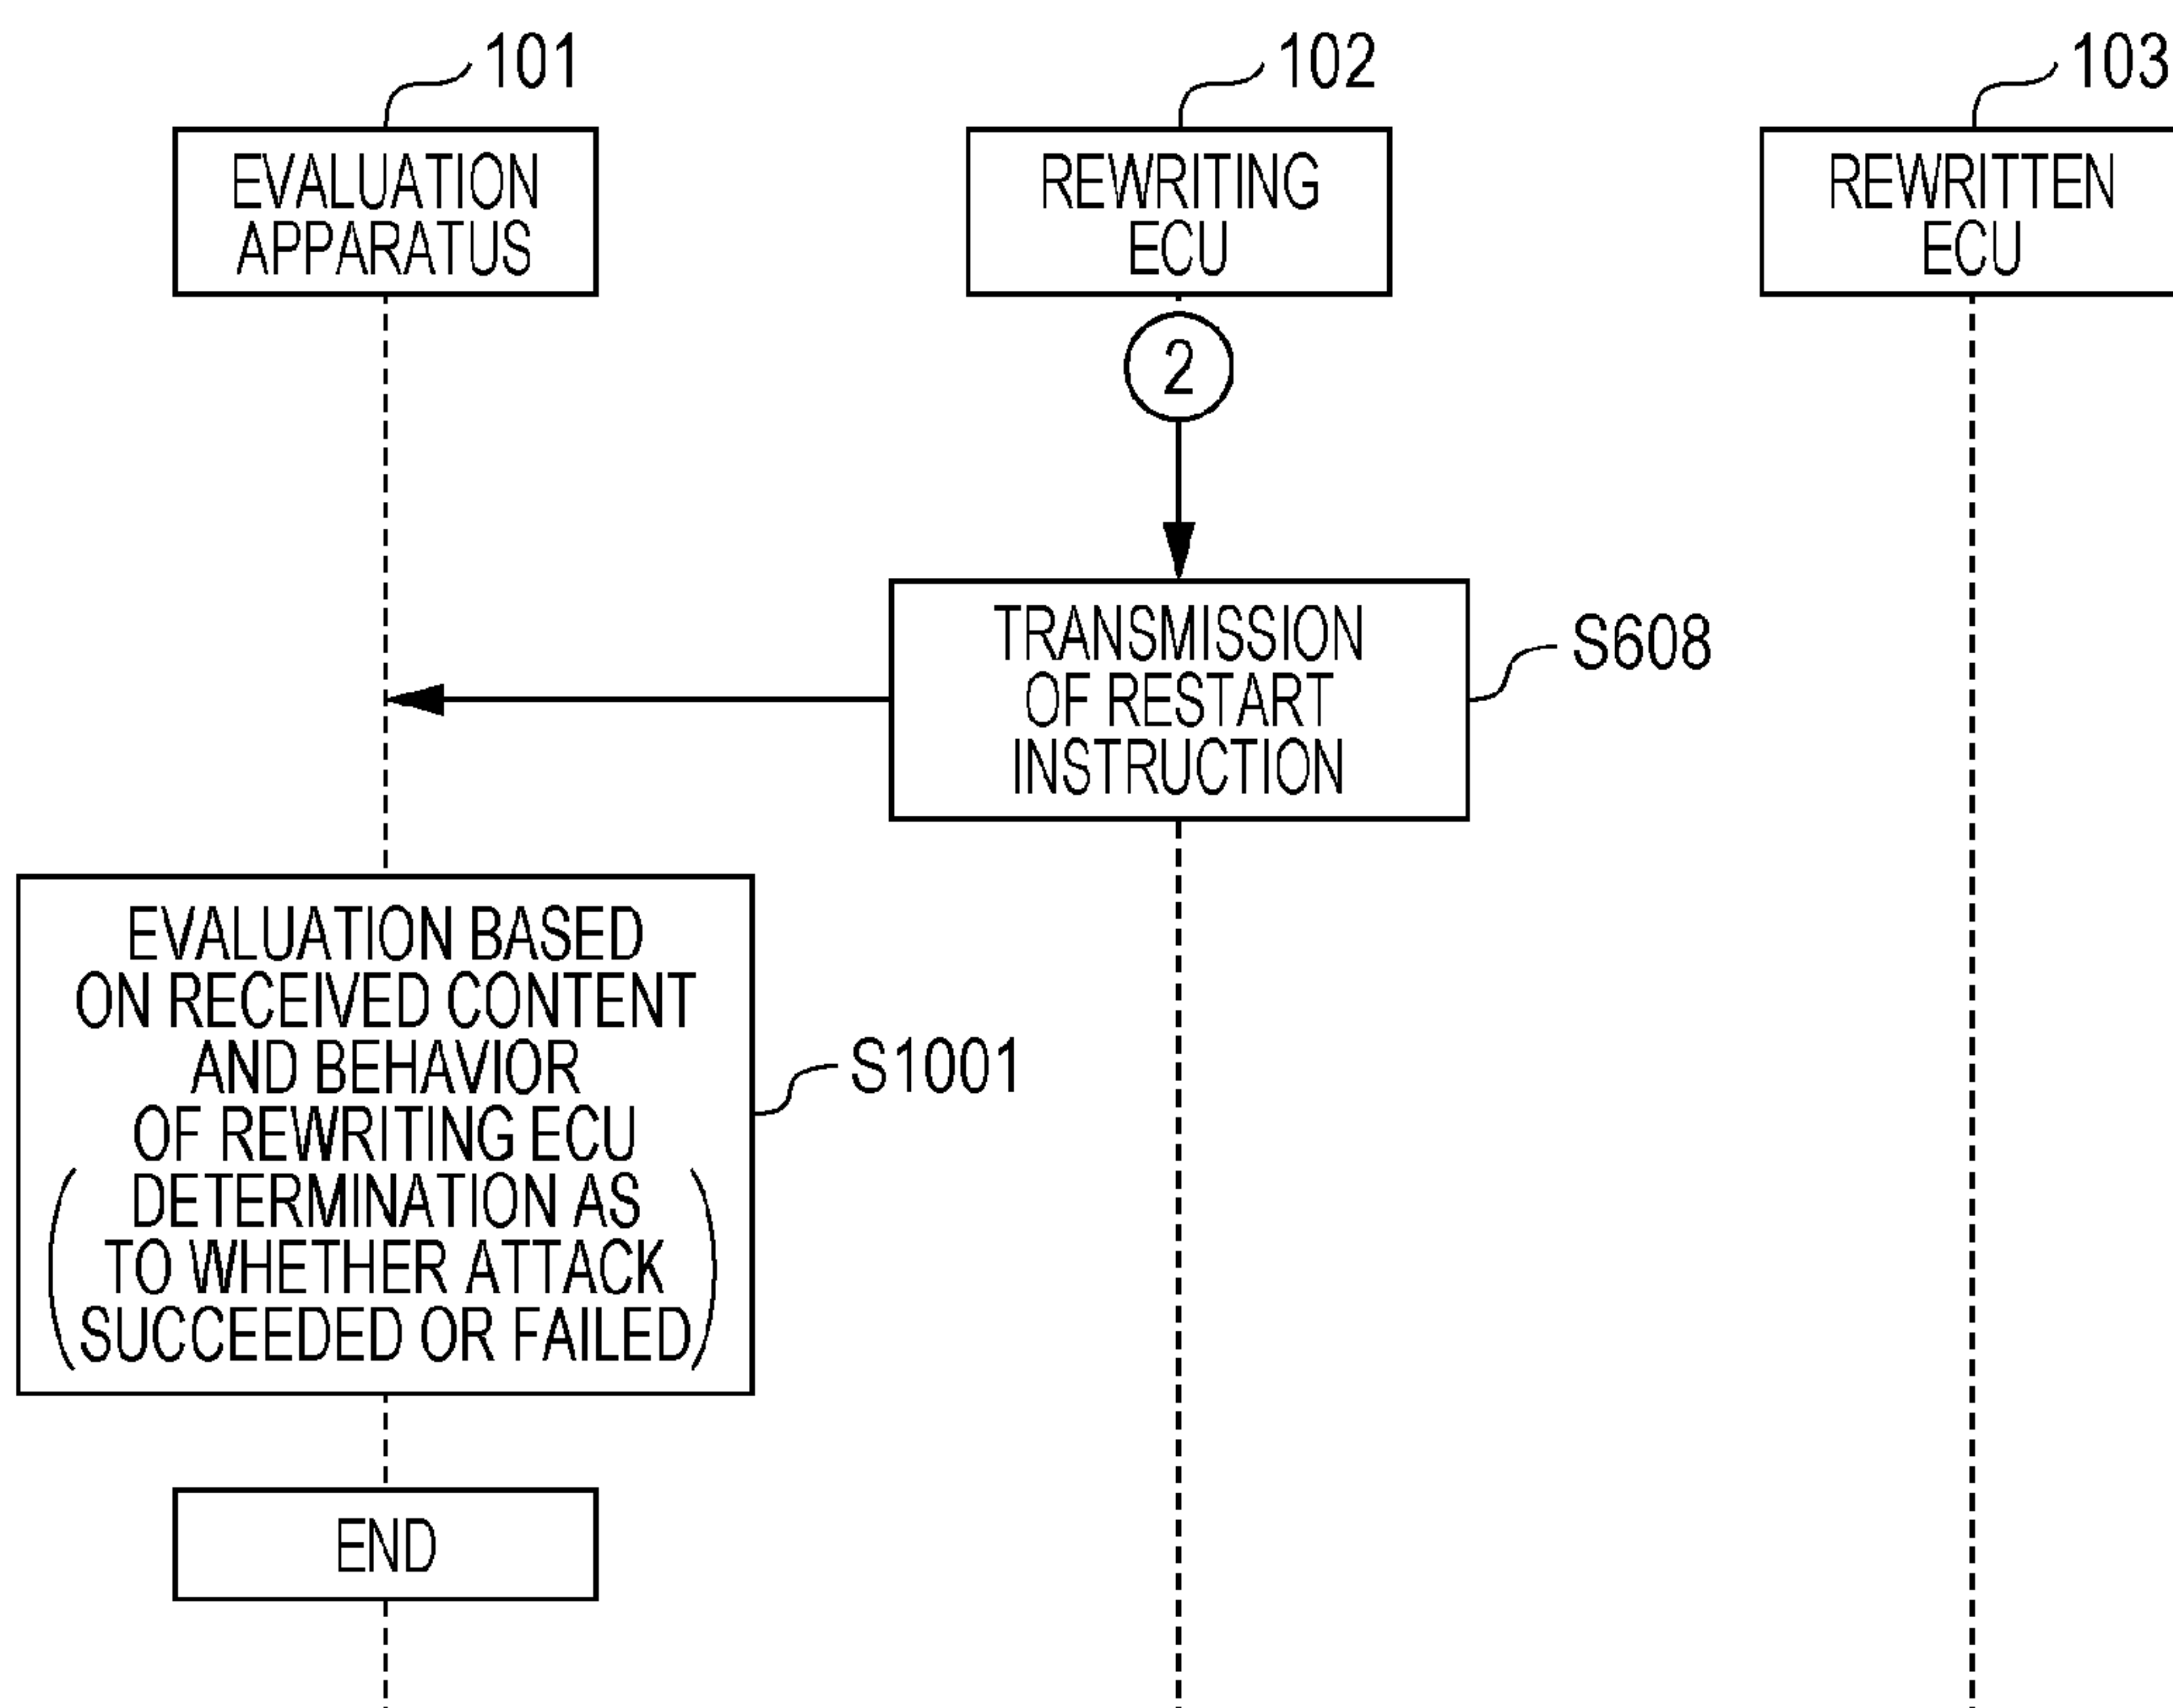 101
102
103
EVALUATION
APPARATUS
REWRITING
ECU
REWRITTEN
ECU
2
TRANSMISSION
OF RESTART
INSTRUCTION
S608
EVALUATION BASED
ON RECEIVED CONTENT
AND BEHAVIOR
OF REWRITING ECU
(DETERMINATION AS
TO WHETHER ATTACK
SUCCEEDED OR FAILED)
S1001
END